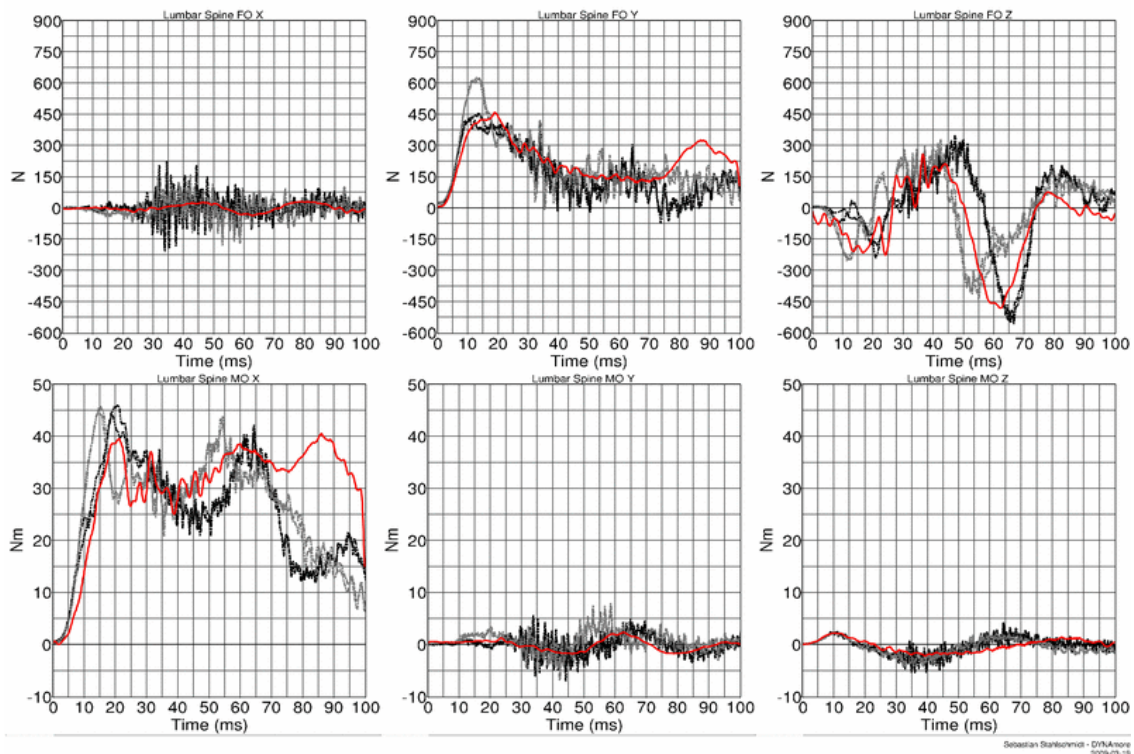 Lumbar Spine FO X
900
750
600
450
300
150
0
-150
-300
-450
-600
N
0 10 20 30 40 50 60 70 80 90 100
Time (ms)
Lumbar Spine FO Y
900
750
600
450
300
150
0
-150
-300
-450
-600
N
0 10 20 30 40 50 60 70 80 90 100
Time (ms)
Lumbar Spine FO Z
900
750
600
450
300
150
0
-150
-300
-450
-600
N
0 10 20 30 40 50 60 70 80 90 100
Time (ms)
Lumbar Spine MO X
50
40
30
20
10
0
-10
Nm
0 10 20 30 40 50 60 70 80 90 100
Time (ms)
Lumbar Spine MO Y
50
40
30
20
10
0
-10
Nm
0 10 20 30 40 50 60 70 80 90 100
Time (ms)
Lumbar Spine MO Z
50
40
30
20
10
0
-10
Nm
0 10 20 30 40 50 60 70 80 90 100
Time (ms)
Sebastian Stahlschmidt - DYNAmore